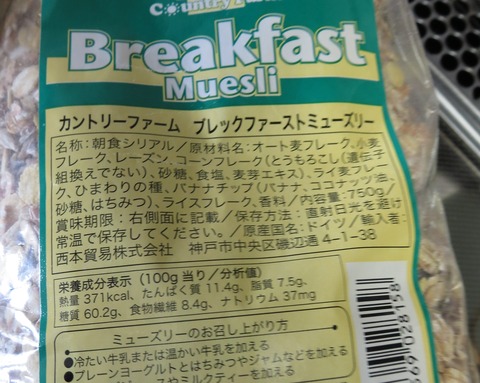 Country Farm
Breakfast
Muesli
カントリーファーム ブレックファーストミューズリー
名称:朝食シリアル/原材料名:オート麦フレーク、小麦
フレーク、レーズン、コーンフレーク(とうもろこし(遺伝子
組換えでない)、砂糖、食塩、麦芽エキス)、ライ麦フレー
ク、ひまわりの種、バナナチップ(バナナ、ココナッツ油、
砂糖、はちみつ)、ライスフレーク、香料/内容量:750g/
賞味期限:右側面に記載/保存方法:直射日光を避け
常温で保存してください。/原産国名:ドイツ/輸入者:
西本貿易株式会社 神戸市中央区磯辺通4-1-38
栄養成分表示(100g当り/分析値)
熱量 371kcal、たんぱく質 11.4g、脂質 7.5g、
糖質 60.2g、食物繊維 8.4g、ナトリウム 37mg
ミューズリーのお召し上がり方
●冷たい牛乳または温かい牛乳を加える
●プレーンヨーグルトとはちみつやジャムなどを加える
ミルクティーを加える